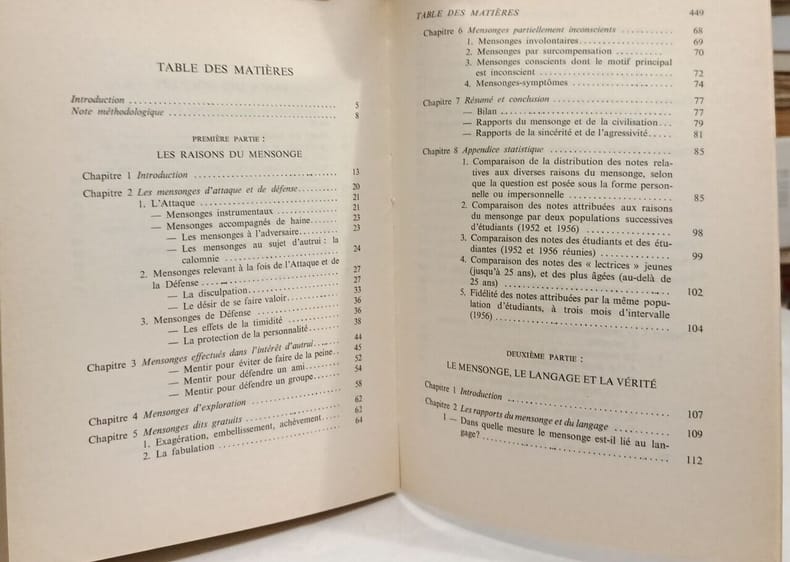 TABLE DES MATIÈRES
Introduction ........ 5
Note méthodologique ........ 8
PREMIÈRE PARTIE :
LES RAISONS DU MENSONGE
Chapitre 1 Introduction ........ 13
Chapitre 2 Les mensonges d'attaque et de défense ........ 20
1. L'Attaque ........ 21
— Mensonges instrumentaux ........ 21
— Mensonges accompagnés de haine ........ 23
— Les mensonges à l'adversaire ........ 23
— Les mensonges au sujet d'autrui : la
calomnie ........ 24
2. Mensonges relevant à la fois de l'Attaque et de
la Défense ........ 27
— La disculpation ........ 27
— Le désir de se faire valoir ........ 33
3. Mensonges de Défense ........ 36
— Les effets de la timidité ........ 36
— La protection de la personnalité ........ 38
Chapitre 3 Mensonges effectués dans l'intérêt d'autrui ........ 44
— Mentir pour éviter de faire de la peine ........ 45
— Mentir pour défendre un ami ........ 52
— Mentir pour défendre un groupe ........ 54
Chapitre 4 Mensonges d'exploration ........ 58
Chapitre 5 Mensonges dits gratuits ........ 62
1. Exagération, embellissement, achèvement ........ 62
2. La fabulation ........ 64
TABLE DES MATIÈRES 449
Chapitre 6 Mensonges partiellement inconscients ........ 68
1. Mensonges involontaires ........ 69
2. Mensonges par surcompensation ........ 70
3. Mensonges conscients dont le motif principal
est inconscient ........ 72
4. Mensonges-symptômes ........ 74
Chapitre 7 Résumé et conclusion ........ 77
— Bilan ........ 77
— Rapports du mensonge et de la civilisation ... 79
— Rapports de la sincérité et de l'agressivité ..... 81
Chapitre 8 Appendice statistique ........ 85
1. Comparaison de la distribution des notes rela-
tives aux diverses raisons du mensonge, selon
que la question est posée sous la forme person-
nelle ou impersonnelle ........ 85
2. Comparaison des notes attribuées aux raisons
du mensonge par deux populations successives
d'étudiants (1952 et 1956) ........ 98
3. Comparaison des notes des étudiants et des étu-
diantes (1952 et 1956 réunies) ........ 99
4. Comparaison des notes des « lectrices » jeunes
(jusqu'à 25 ans), et des plus âgées (au-delà de
25 ans) ........ 102
5. Fidélité des notes attribuées par la même popu-
lation d'étudiants, à trois mois d'intervalle
(1956) ........ 104
DEUXIÈME PARTIE :
LE MENSONGE, LE LANGAGE ET LA VÉRITÉ
Chapitre 1 Introduction ........ 107
Chapitre 2 Les rapports du mensonge et du langage ........ 109
1 — Dans quelle mesure le mensonge est-il lié au lan-
gage? ........ 112